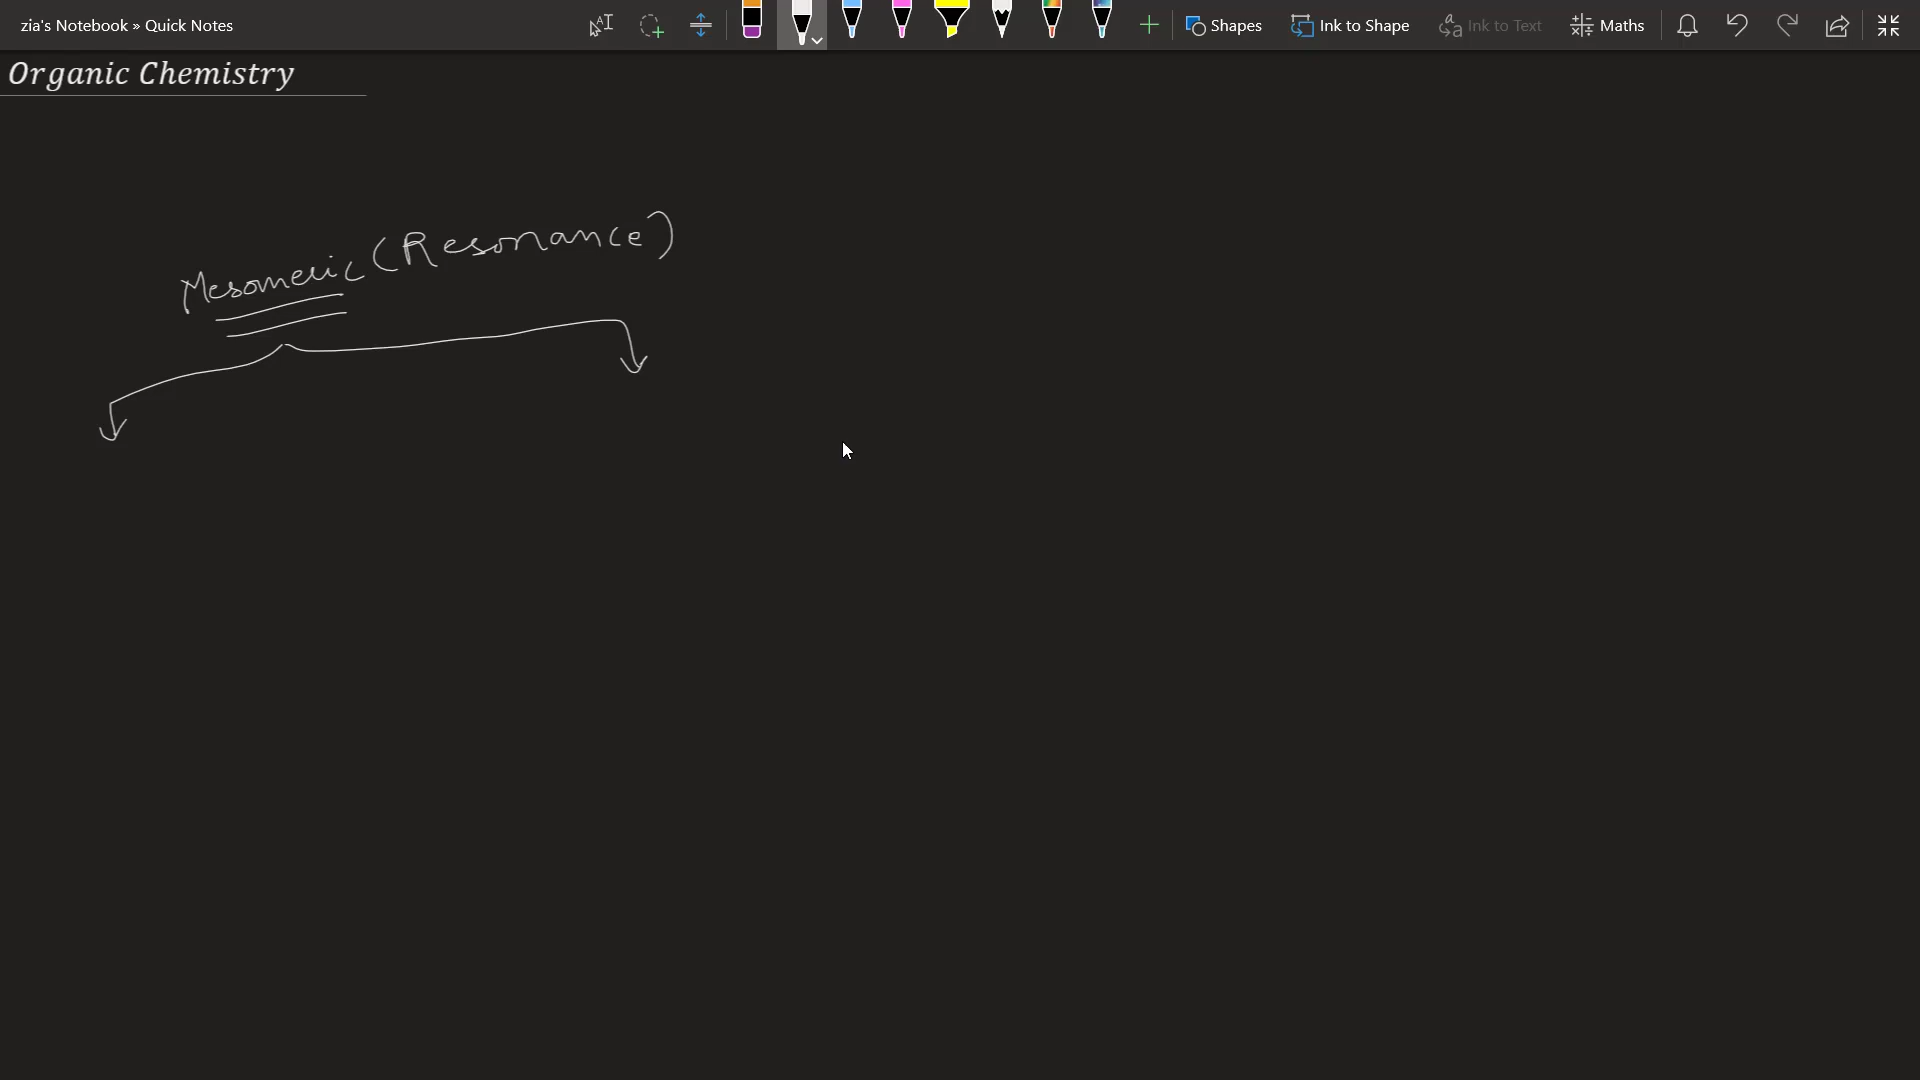 zia's Notebook » Quick Notes
Shapes
Ink to Shape
Ink to Text
Maths
Organic Chemistry
Mesomeric (Resonance)